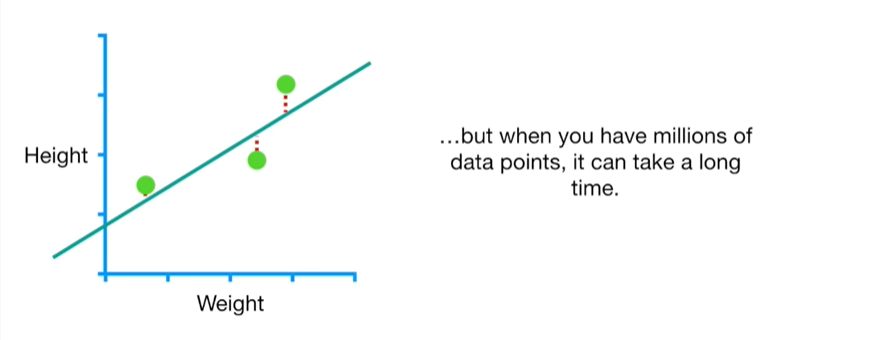 Height
Weight
…but when you have millions of
data points, it can take a long
time.